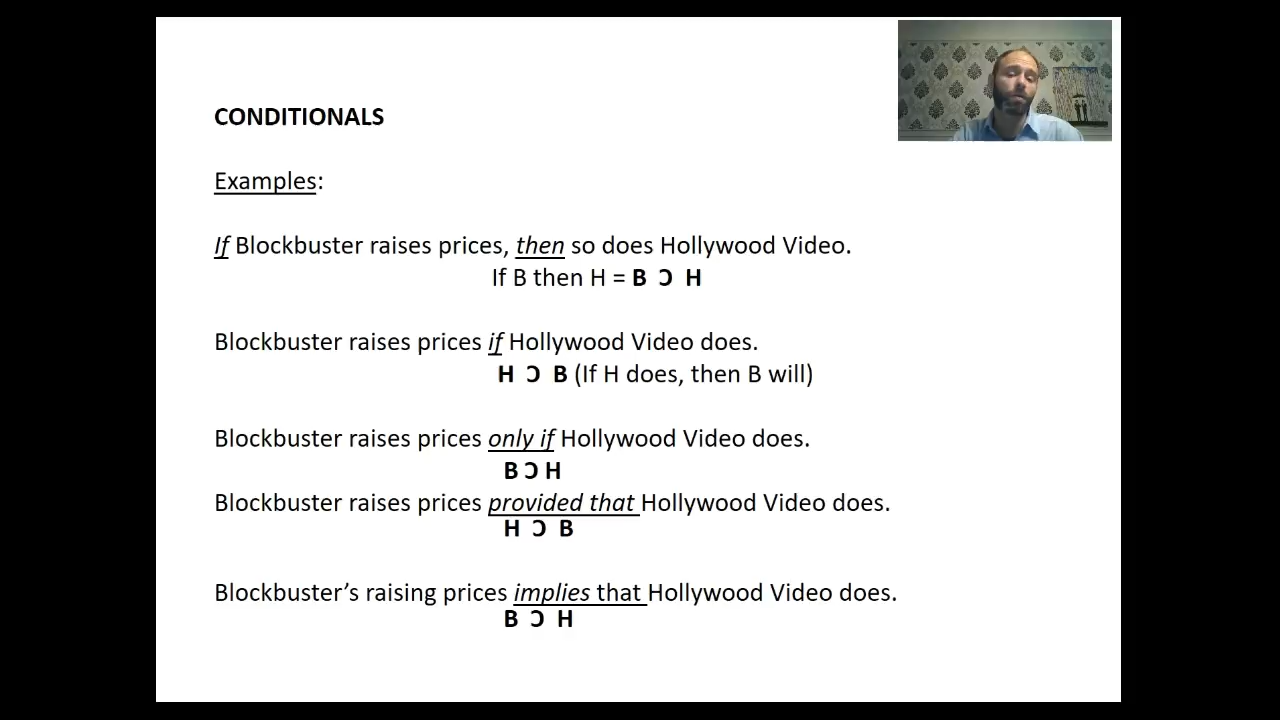 CONDITIONALS
Examples:
If Blockbuster raises prices, then so does Hollywood Video.
If B then H = B Ɔ H
Blockbuster raises prices if Hollywood Video does.
H Ɔ B (If H does, then B will)
Blockbuster raises prices only if Hollywood Video does.
B Ɔ H
Blockbuster raises prices provided that Hollywood Video does.
H Ɔ B
Blockbuster’s raising prices implies that Hollywood Video does.
B Ɔ H